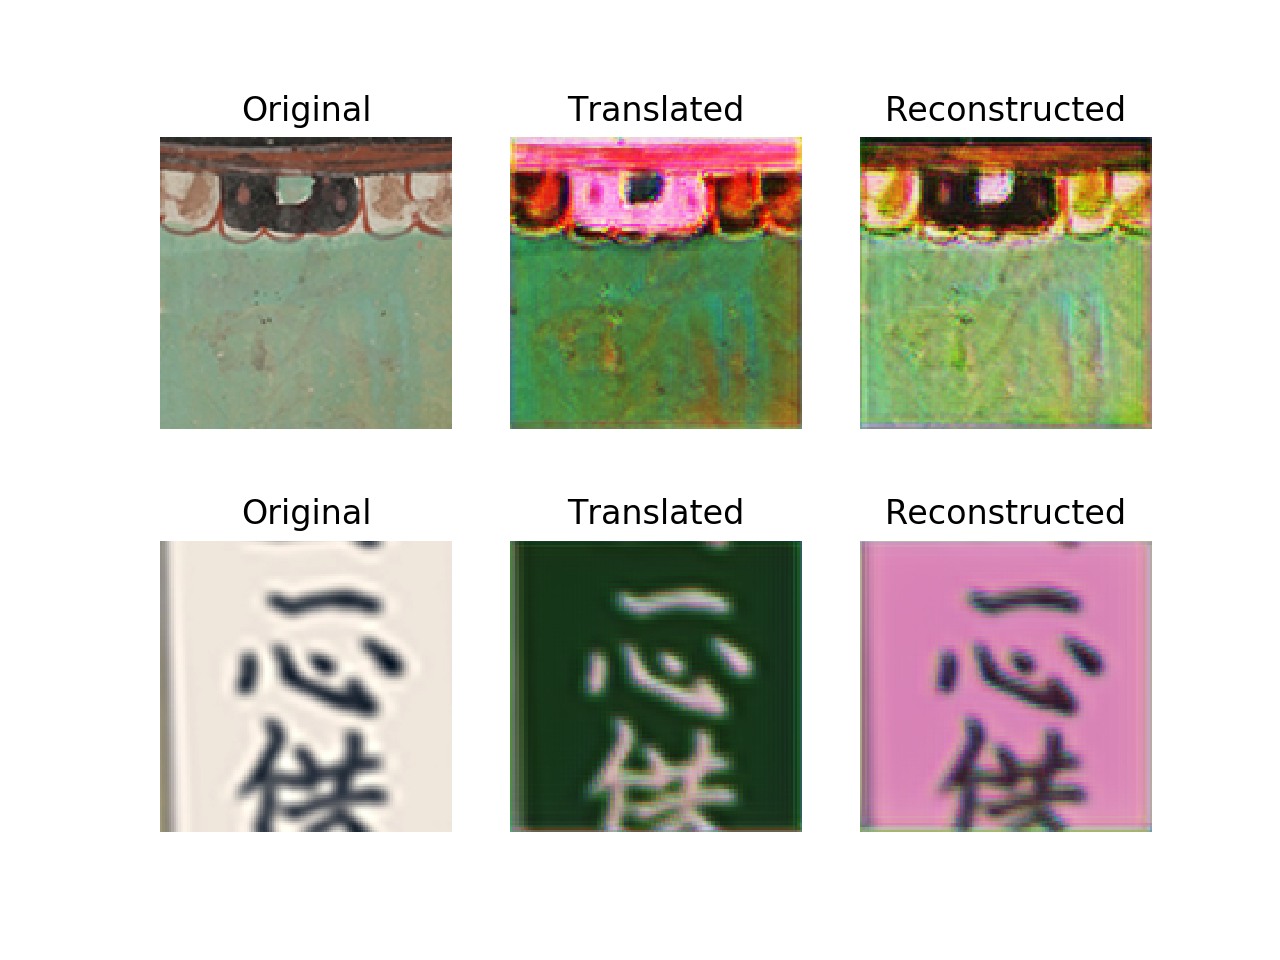 Original Translated Reconstructed
Original Translated Reconstructed
一 一 一
心 心 心